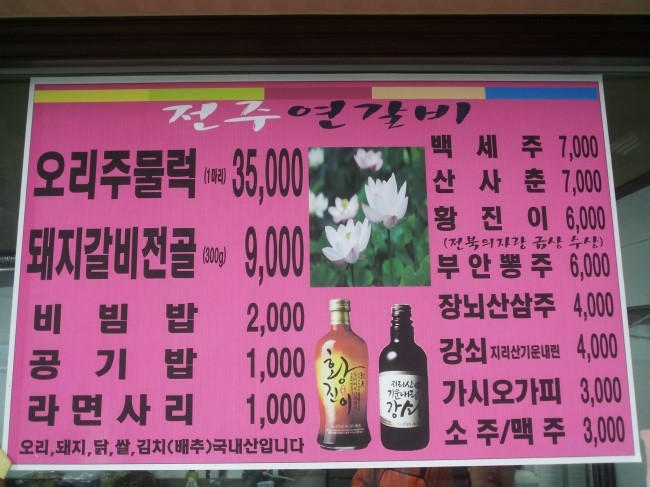 전주연갈비
오리주물럭 (1마리) 35,000
돼지갈비전골 (300g) 9,000
비빔밥 2,000
공기밥 1,000
라면사리 1,000
오리,돼지,닭,쌀,김치(배추)국내산입니다
백세주 7,000
산사춘 7,000
황진이 6,000
(전북의자랑 금상 수상)
부안뽕주 6,000
장뇌산삼주 4,000
강쇠 지리산기운내린 4,000
가시오가피 3,000
소주/맥주 3,000
황진이
지리산
기운내린
강쇠